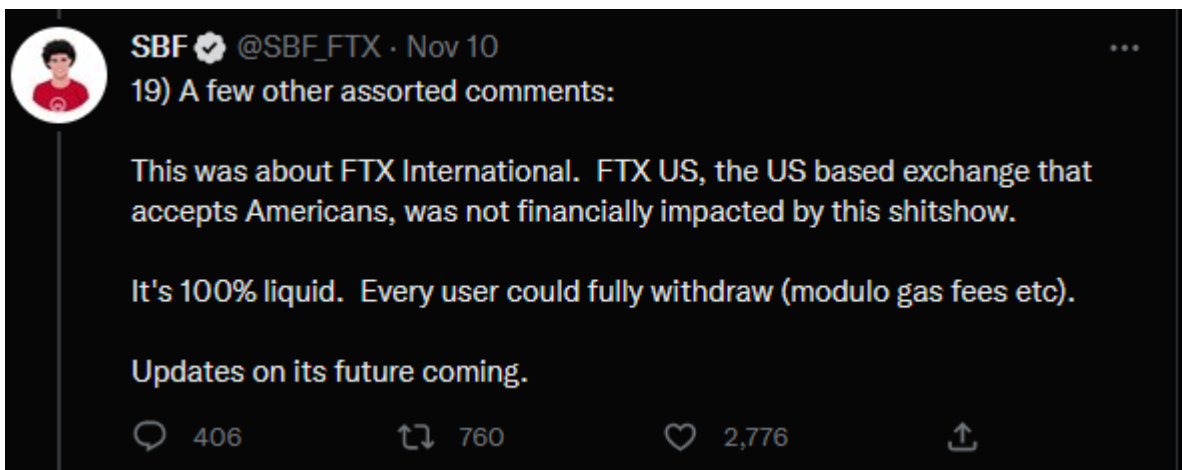 SBF @SBF_FTX · Nov 10
19) A few other assorted comments:
This was about FTX International.  FTX US, the US based exchange that
accepts Americans, was not financially impacted by this shitshow.
It's 100% liquid.  Every user could fully withdraw (modulo gas fees etc).
Updates on its future coming.
406 760 2,776